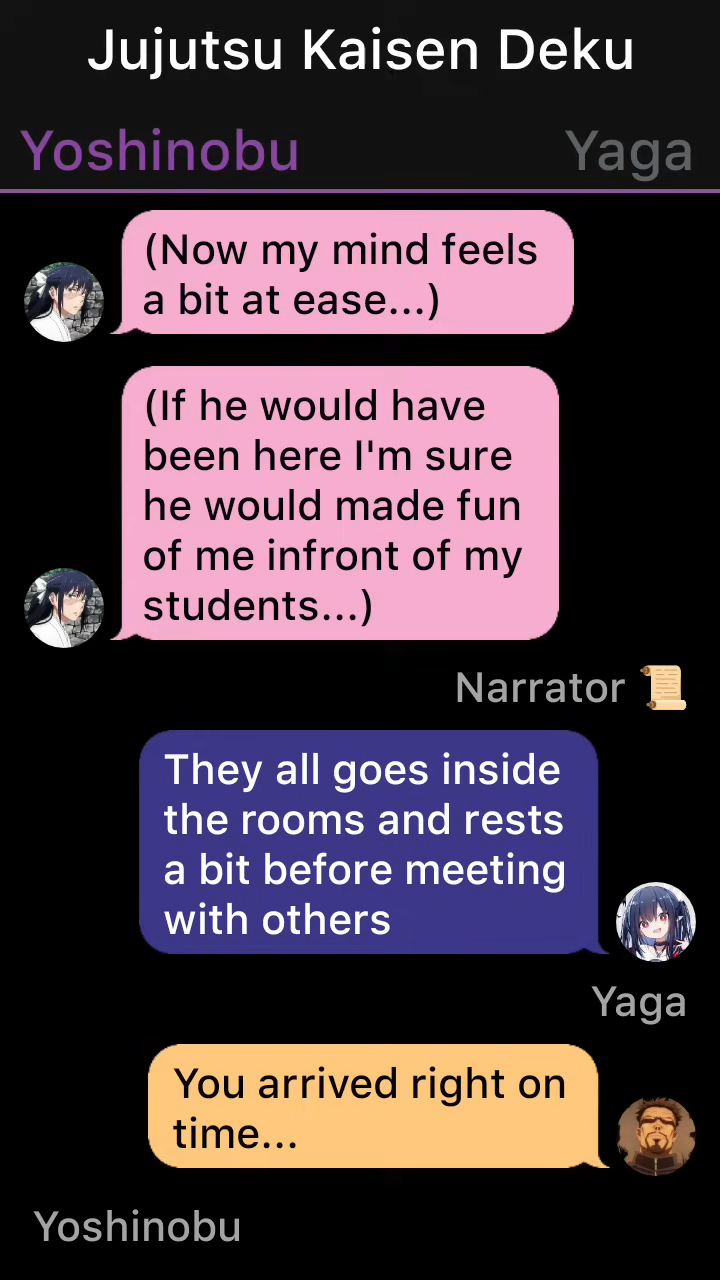 Jujutsu Kaisen Deku
Yoshinobu Yaga
(Now my mind feels
a bit at ease...)
(If he would have
been here I'm sure
he would made fun
of me infront of my
students...)
Narrator 📜
They all goes inside
the rooms and rests
a bit before meeting
with others
Yaga
You arrived right on
time...
Yoshinobu